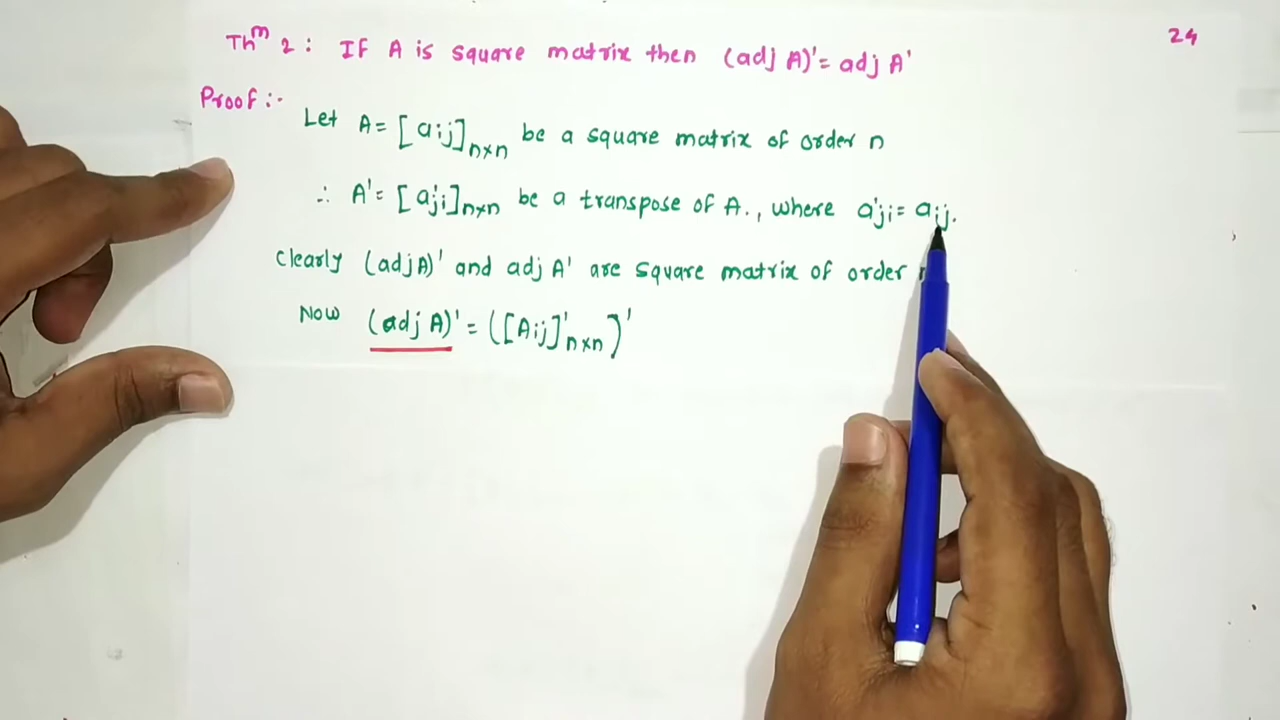 Thm 2: If A is square matrix then (adj A)' = adj A'
24
Proof :-
Let A = [aij]n×n be a square matrix of order n
∴ A' = [a'ji]n×n be a transpose of A., where a'ji = aij.
Clearly (adj A)' and adj A' are square matrix of order
Now (adj A)' = ([Aij]'n×n)'